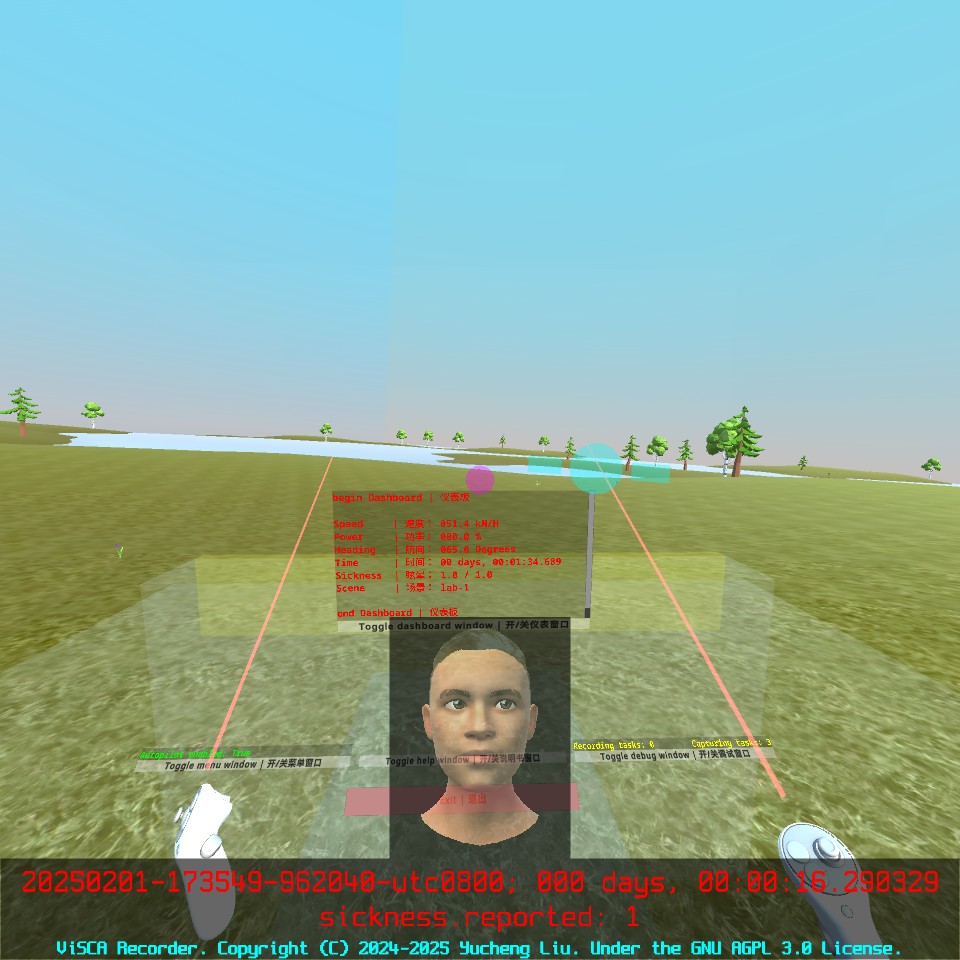 begin Dashboard | 仪表板
Speed | 速度: 051.4 kM/H
Power | 功率: 000.0 %
Heading | 航向: 065.0 Degrees
Time | 时间: 00 days, 00:01:34.689
Sickness | 眩晕: 1.0 / 1.0
Scene | 场景: lab-1
end Dashboard | 仪表板
Toggle dashboard window | 开/关仪表窗口
Recording tasks: 0 Capturing tasks: 3
Toggle menu window | 开/关菜单窗口
Toggle help window | 开/关说明书窗口
Toggle debug window | 开/关调试窗口
Exit | 退出
20250201-173549-962040-utc0800; 000 days, 00:00:16.290329
sickness.reported: 1
ViSCA Recorder. Copyright (C) 2024-2025 Yucheng Liu. Under the GNU AGPL 3.0 License.